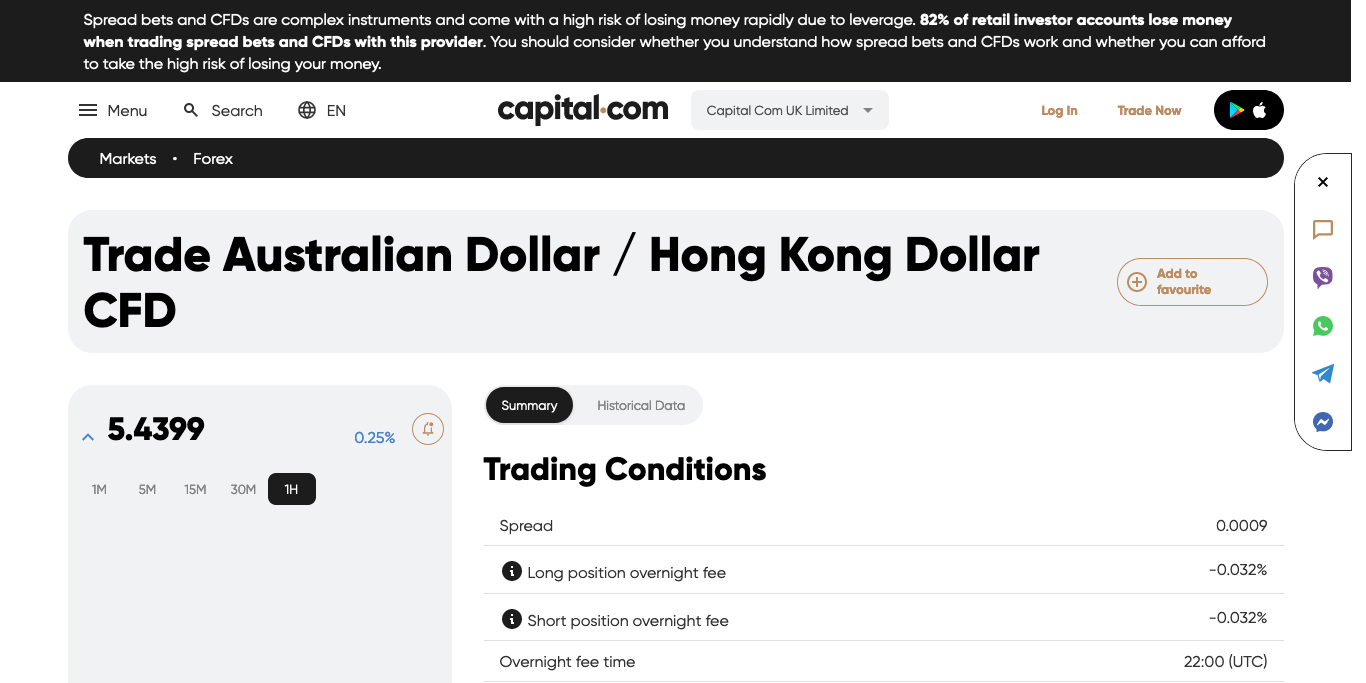 Spread bets and CFDs are complex instruments and come with a high risk of losing money rapidly due to leverage. 82% of retail investor accounts lose money
when trading spread bets and CFDs with this provider. You should consider whether you understand how spread bets and CFDs work and whether you can afford
to take the high risk of losing your money.
Menu Search EN capital.com Capital Com UK Limited Log In Trade Now
Markets • Forex
Trade Australian Dollar / Hong Kong Dollar
CFD
Add to
favourite
5.4399 0.25%
1M 5M 15M 30M 1H
Summary Historical Data
Trading Conditions
Spread 0.0009
Long position overnight fee -0.032%
Short position overnight fee -0.032%
Overnight fee time 22:00 (UTC)